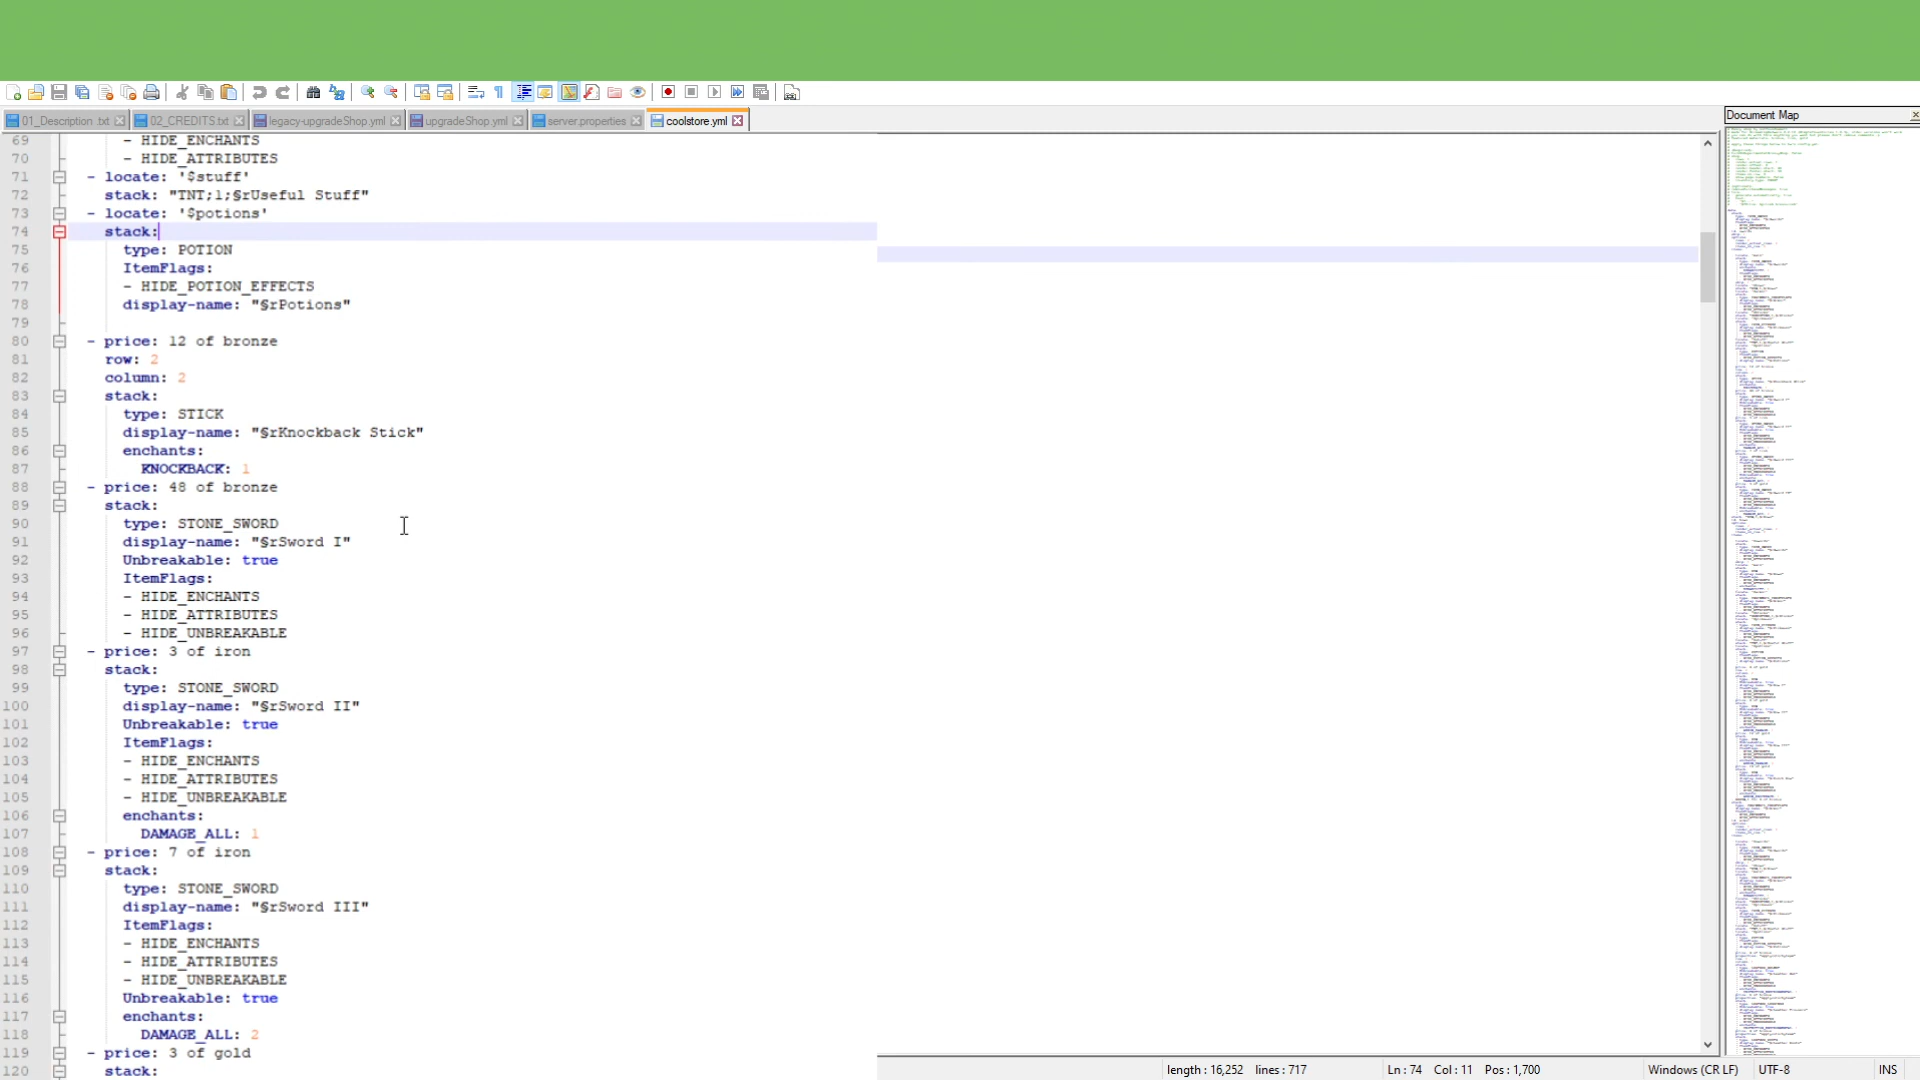 01_Description .txt 02_CREDITS.txt legacy-upgradeShop.yml upgradeShop.yml server.properties coolstore.yml
Document Map
69 - HIDE_ENCHANTS
70 - HIDE_ATTRIBUTES
71 - locate: '$stuff'
72 stack: "TNT;1;§rUseful Stuff"
73 - locate: '$potions'
74 stack:
75 type: POTION
76 ItemFlags:
77 - HIDE_POTION_EFFECTS
78 display-name: "§rPotions"
79
80 - price: 12 of bronze
81 row: 2
82 column: 2
83 stack:
84 type: STICK
85 display-name: "§rKnockback Stick"
86 enchants:
87 KNOCKBACK: 1
88 - price: 48 of bronze
89 stack:
90 type: STONE_SWORD
91 display-name: "§rSword I"
92 Unbreakable: true
93 ItemFlags:
94 - HIDE_ENCHANTS
95 - HIDE_ATTRIBUTES
96 - HIDE_UNBREAKABLE
97 - price: 3 of iron
98 stack:
99 type: STONE_SWORD
100 display-name: "§rSword II"
101 Unbreakable: true
102 ItemFlags:
103 - HIDE_ENCHANTS
104 - HIDE_ATTRIBUTES
105 - HIDE_UNBREAKABLE
106 enchants:
107 DAMAGE_ALL: 1
108 - price: 7 of iron
109 stack:
110 type: STONE_SWORD
111 display-name: "§rSword III"
112 ItemFlags:
113 - HIDE_ENCHANTS
114 - HIDE_ATTRIBUTES
115 - HIDE_UNBREAKABLE
116 Unbreakable: true
117 enchants:
118 DAMAGE_ALL: 2
119 - price: 3 of gold
120 stack:
length : 16,252 lines : 717 Ln : 74 Col : 11 Pos : 1,700 Windows (CR LF) UTF-8 INS